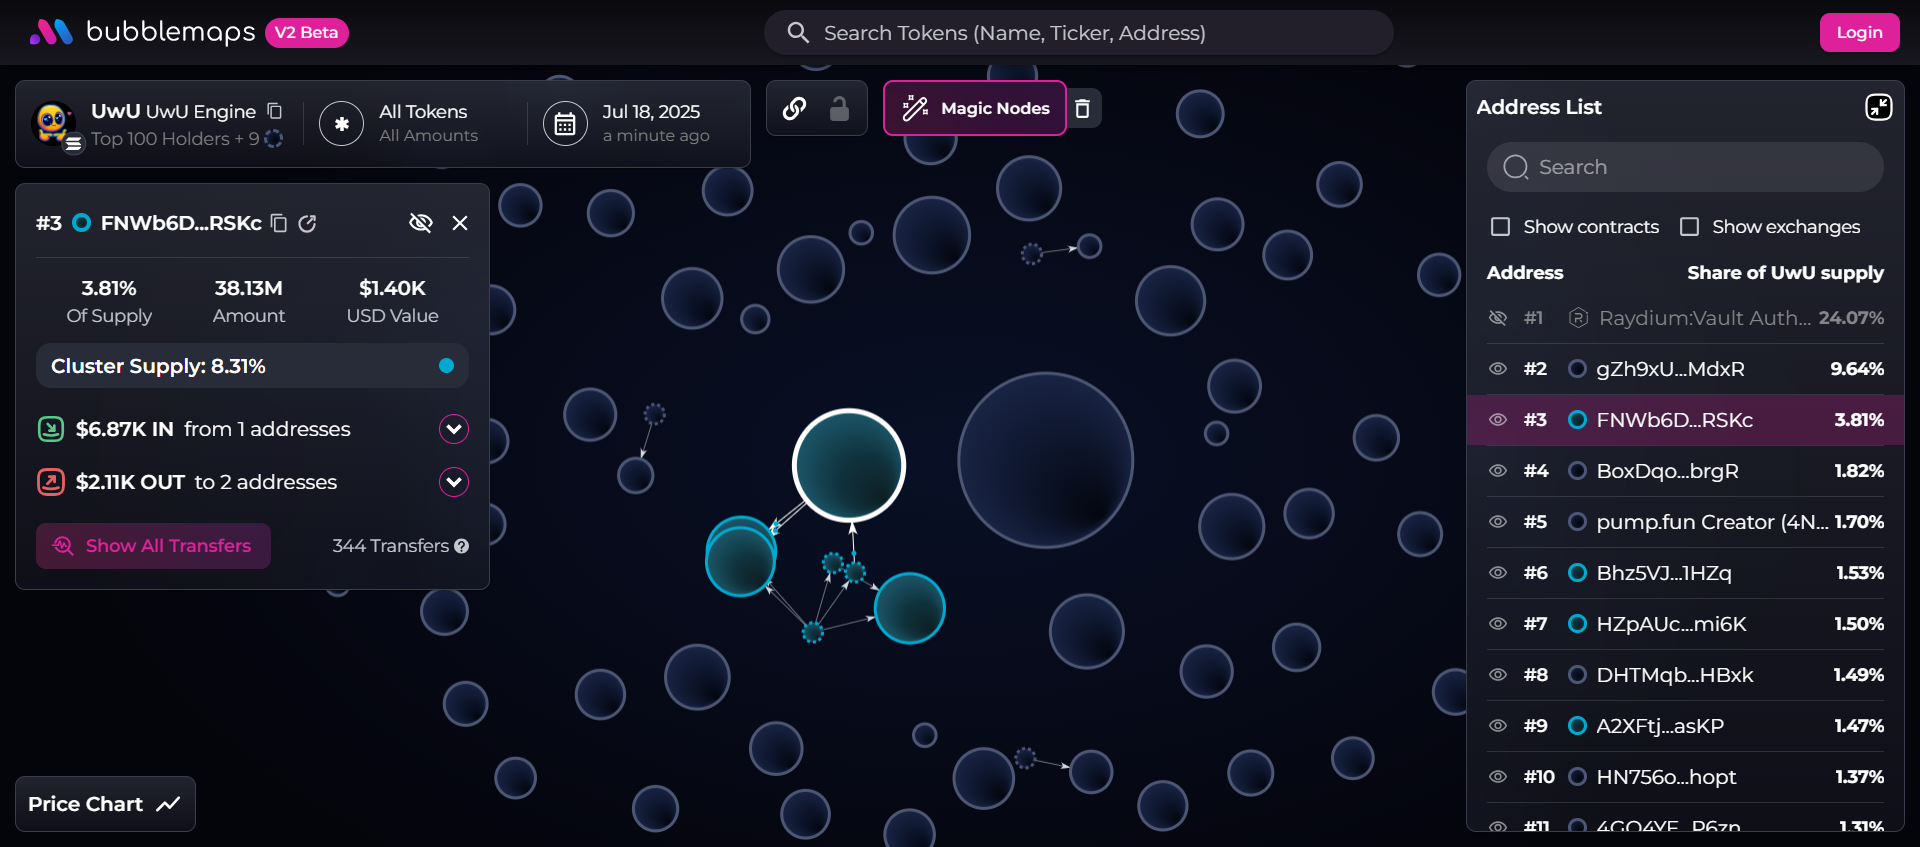 bubblemaps V2 Beta
Search Tokens (Name, Ticker, Address)
Login
UwU UwU Engine
Top 100 Holders + 9
All Tokens
All Amounts
Jul 18, 2025
a minute ago
Magic Nodes
#3 FNWb6D...RSKc
3.81% 38.13M $1.40K
Of Supply Amount USD Value
Cluster Supply: 8.31%
$6.87K IN from 1 addresses
$2.11K OUT to 2 addresses
Show All Transfers 344 Transfers ?
Price Chart
Address List
Search
Show contracts Show exchanges
Address Share of UwU supply
#1 Raydium:Vault Auth... 24.07%
#2 gZh9xU...MdxR 9.64%
#3 FNWb6D...RSKc 3.81%
#4 BoxDqo...brgR 1.82%
#5 pump.fun Creator (4N... 1.70%
#6 Bhz5VJ...1HZq 1.53%
#7 HZpAUc...mi6K 1.50%
#8 DHTMqb...HBxk 1.49%
#9 A2XFtj...asKP 1.47%
#10 HN756o...hopt 1.37%
#11 1.31%